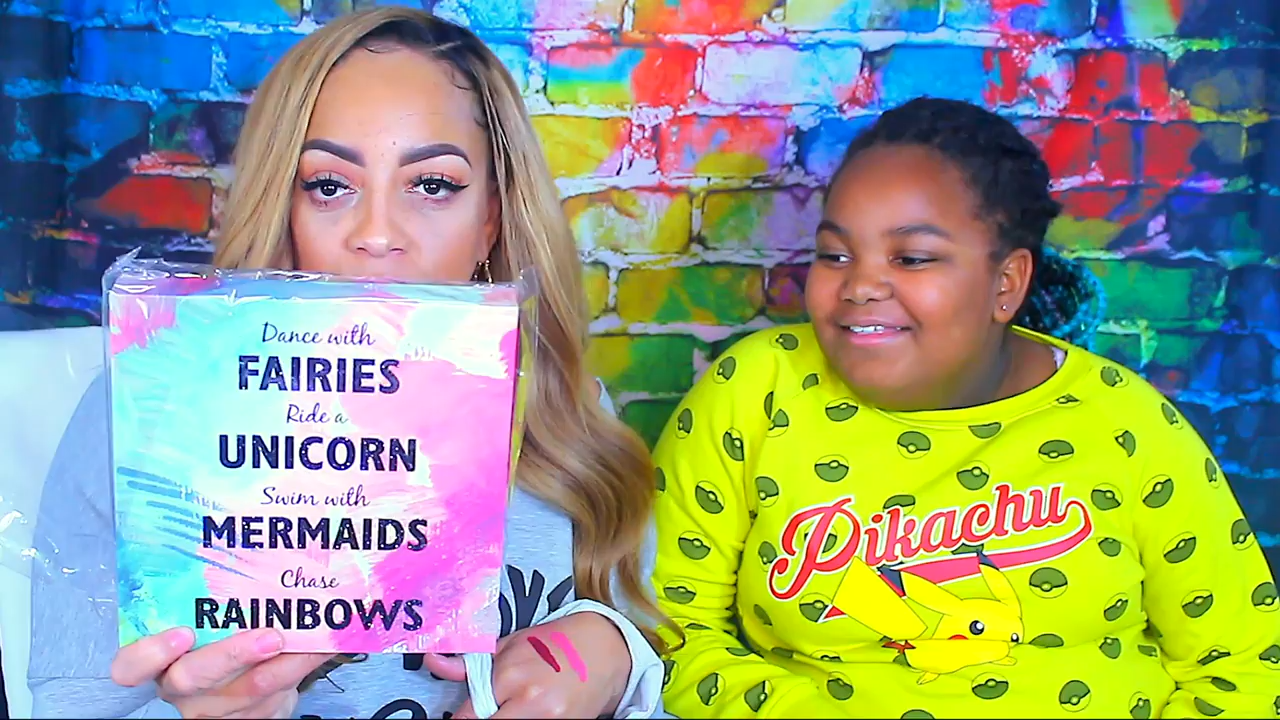 Dance with
FAIRIES
Ride a
UNICORN
Swim with
MERMAIDS
Chase
RAINBOWS
Pikachu